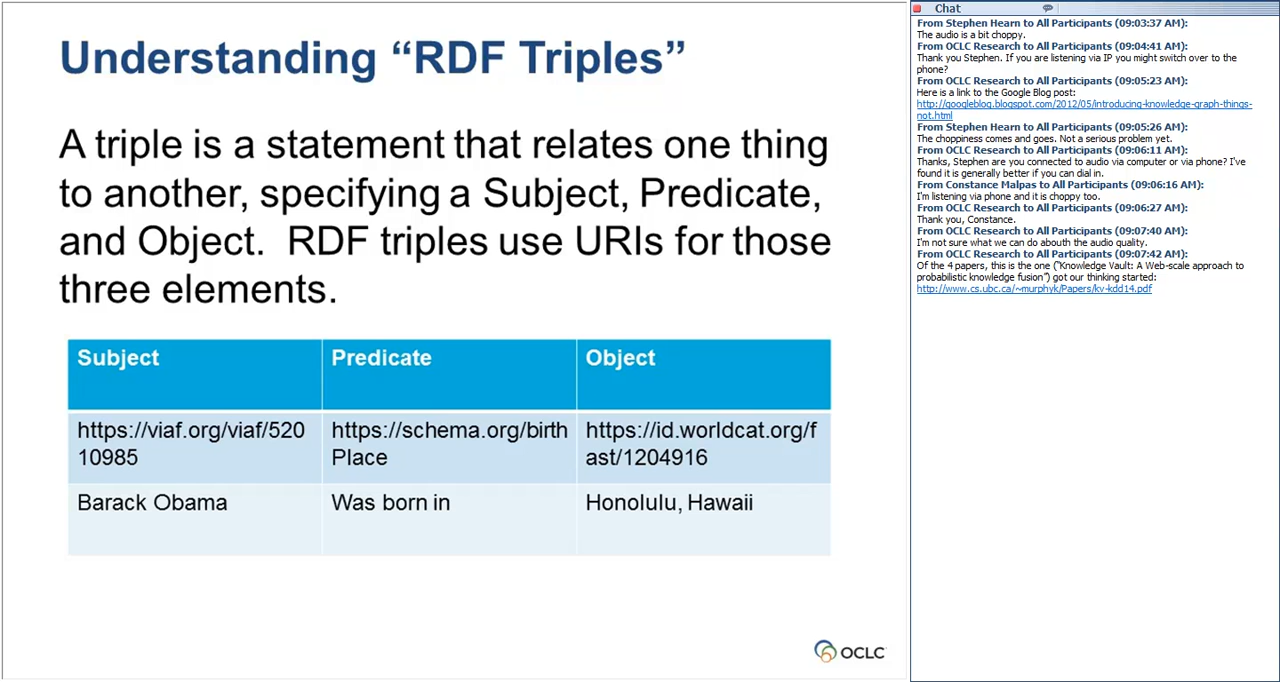 Understanding “RDF Triples”
A triple is a statement that relates one thing
to another, specifying a Subject, Predicate,
and Object.  RDF triples use URIs for those
three elements.
Subject
Predicate
Object
https://viaf.org/viaf/520
10985
https://schema.org/birth
Place
https://id.worldcat.org/f
ast/1204916
Barack Obama
Was born in
Honolulu, Hawaii
OCLC
Chat
From Stephen Hearn to All Participants (09:03:37 AM):
The audio is a bit choppy.
From OCLC Research to All Participants (09:04:41 AM):
Thank you Stephen. If you are listening via IP you might switch over to the
phone?
From OCLC Research to All Participants (09:05:23 AM):
Here is a link to the Google Blog post:
http://googleblog.blogspot.com/2012/05/introducing-knowledge-graph-things-
not.html
From Stephen Hearn to All Participants (09:05:26 AM):
The choppiness comes and goes. Not a serious problem yet.
From OCLC Research to All Participants (09:06:11 AM):
Thanks, Stephen are you connected to audio via computer or via phone? I've
found it is generally better if you can dial in.
From Constance Malpas to All Participants (09:06:16 AM):
I'm listening via phone and it is choppy too.
From OCLC Research to All Participants (09:06:27 AM):
Thank you, Constance.
From OCLC Research to All Participants (09:07:40 AM):
I'm not sure what we can do abouth the audio quality.
From OCLC Research to All Participants (09:07:42 AM):
Of the 4 papers, this is the one ("Knowledge Vault: A Web-scale approach to
probabilistic knowledge fusion") got our thinking started:
http://www.cs.ubc.ca/~murphyk/Papers/kv-kdd14.pdf